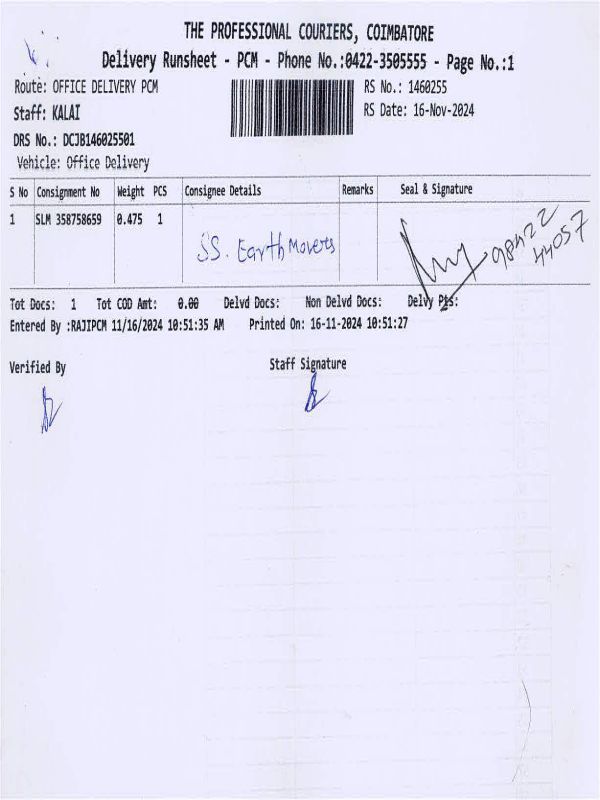 THE PROFESSIONAL COURIERS, COIMBATORE
Delivery Runsheet - PCM - Phone No.:0422-3505555 - Page No.:1
Route: OFFICE DELIVERY PCM
RS No.: 1460255
Staff: KALAI
RS Date: 16-Nov-2024
DRS No.: DCJB146025501
Vehicle: Office Delivery
S No Consignment No Weight PCS Consignee Details Remarks Seal & Signature
1 SLM 358758659 0.475 1 SS. Earth Movers 98422
44057
Tot Docs: 1 Tot COD Amt: 0.00 Delvd Docs: Non Delvd Docs: Delvy Pts:
Entered By :RAJIPCM 11/16/2024 10:51:35 AM Printed On: 16-11-2024 10:51:27
Verified By Staff Signature